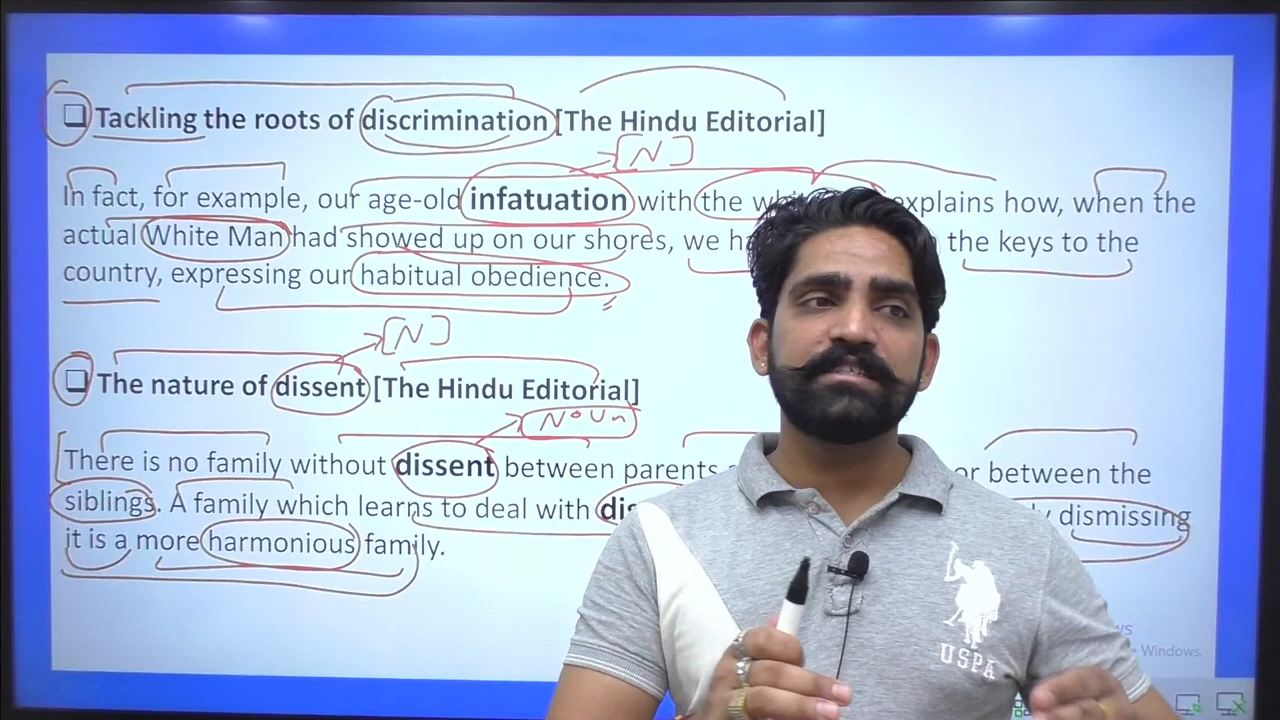 ❑ Tackling the roots of discrimination [The Hindu Editorial]
[N]
In fact, for example, our age-old infatuation with the explains how, when the
actual White Man had showed up on our shores, we the keys to the
country, expressing our habitual obedience.
[N]
❑ The nature of dissent [The Hindu Editorial]
Noun
There is no family without dissent between parents or between the
siblings. A family which learns to deal with dismissing
it is a more harmonious family.
USPA
Windows